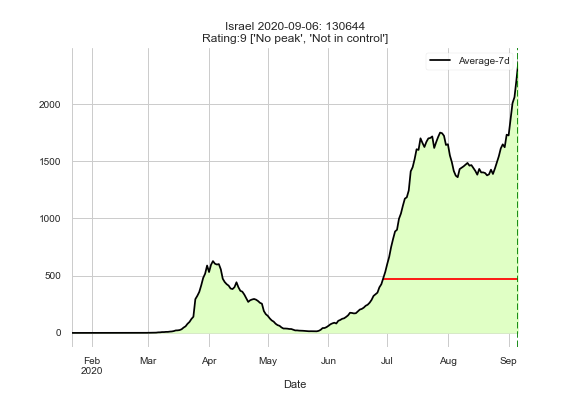 Israel 2020-09-06: 130644
Rating:9 ['No peak', 'Not in control']
Average-7d
2000
1500
1000
500
0
Feb Mar Apr May Jun Jul Aug Sep
2020
Date